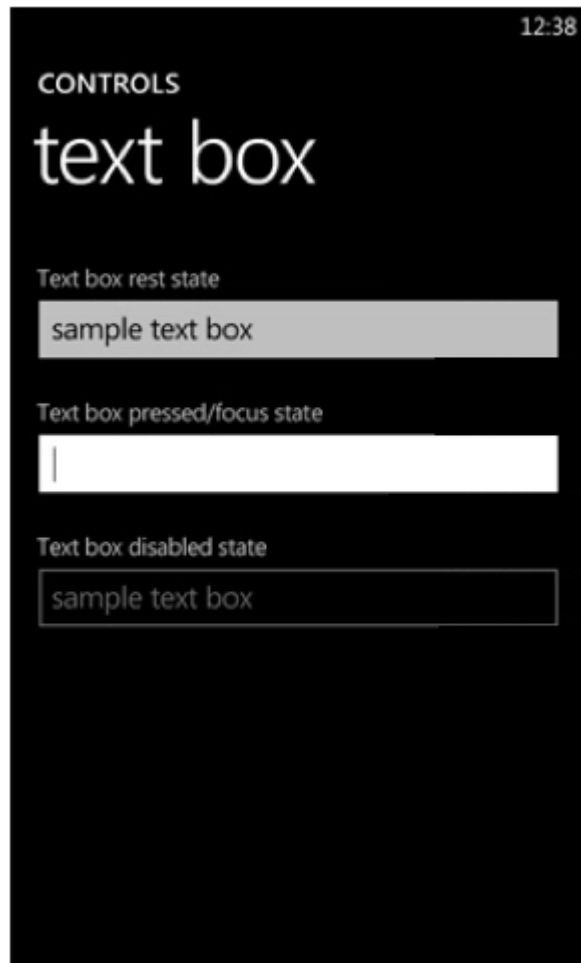 12:38
CONTROLS
text box
Text box rest state
sample text box
Text box pressed/focus state
Text box disabled state
sample text box